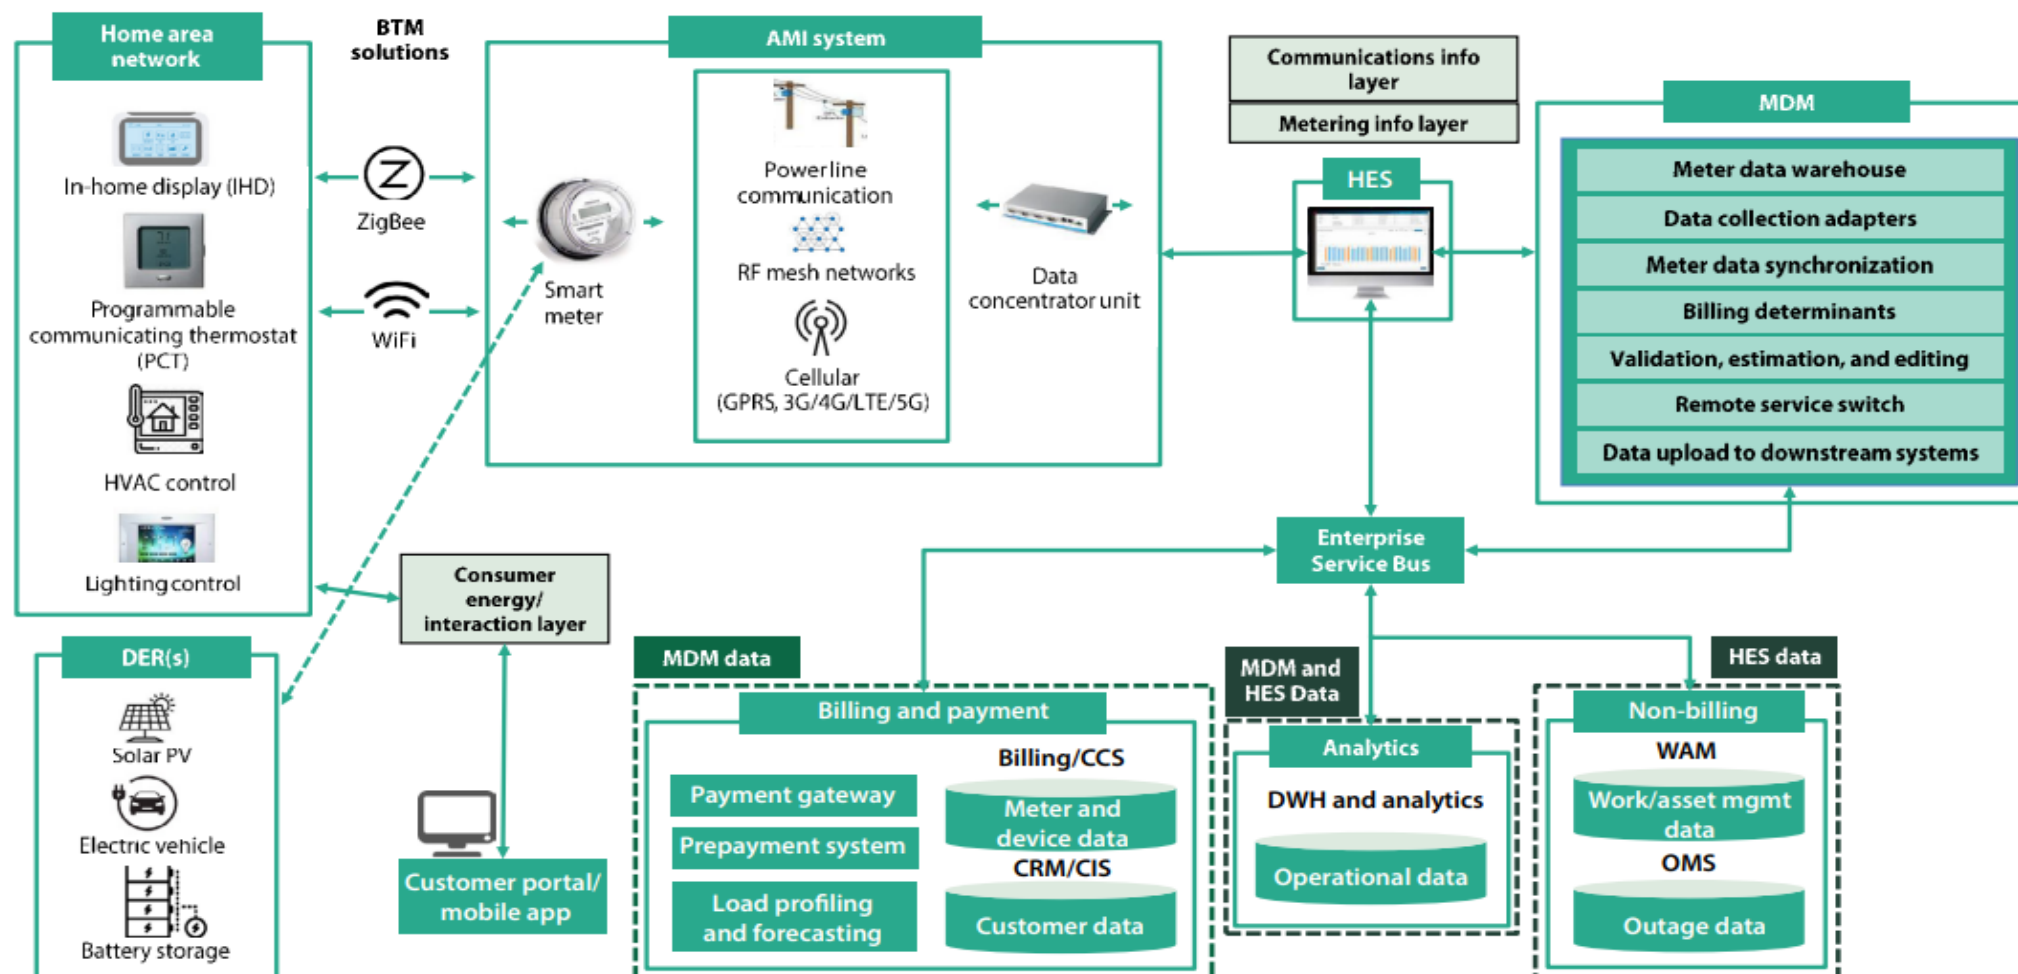 Home area
network
In-home display (IHD)
Programmable
communicating thermostat
(PCT)
HVAC control
Lighting control
BTM
solutions
ZigBee
WiFi
AMI system
Smart
meter
Powerline
communication
RF mesh networks
Cellular
(GPRS, 3G/4G/LTE/5G)
Data
concentrator unit
Communications info
layer
Metering info layer
HES
MDM
Meter data warehouse
Data collection adapters
Meter data synchronization
Billing determinants
Validation, estimation, and editing
Remote service switch
Data upload to downstream systems
Enterprise
Service Bus
Consumer
energy/
interaction layer
Customer portal/
mobile app
DER(s)
Solar PV
Electric vehicle
Battery storage
MDM data
Billing and payment
Payment gateway
Prepayment system
Load profiling
and forecasting
Billing/CCS
Meter and
device data
CRM/CIS
Customer data
MDM and
HES Data
Analytics
DWH and analytics
Operational data
HES data
Non-billing
WAM
Work/asset mgmt
data
OMS
Outage data